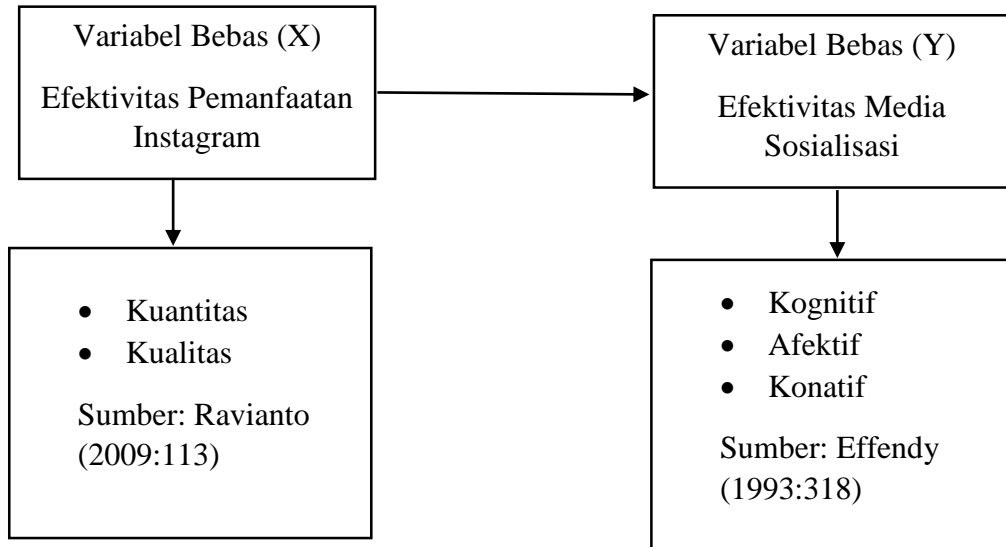 Variabel Bebas (X)
Efektivitas Pemanfaatan
Instagram
Variabel Bebas (Y)
Efektivitas Media
Sosialisasi
• Kuantitas
• Kualitas
Sumber: Ravianto
(2009:113)
• Kognitif
• Afektif
• Konatif
Sumber: Effendy
(1993:318)